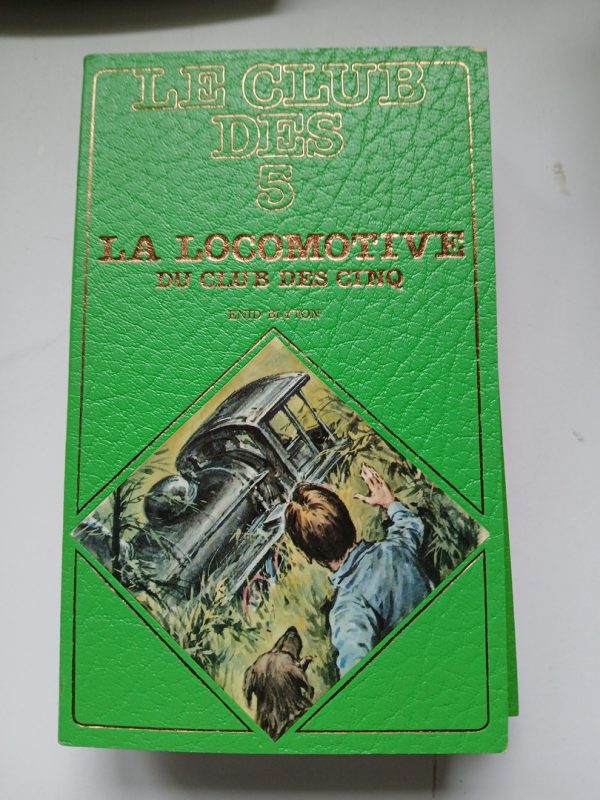 LE CLUB
DES
5
LA LOCOMOTIVE
DU CLUB DES CINQ
ENID BLYTON